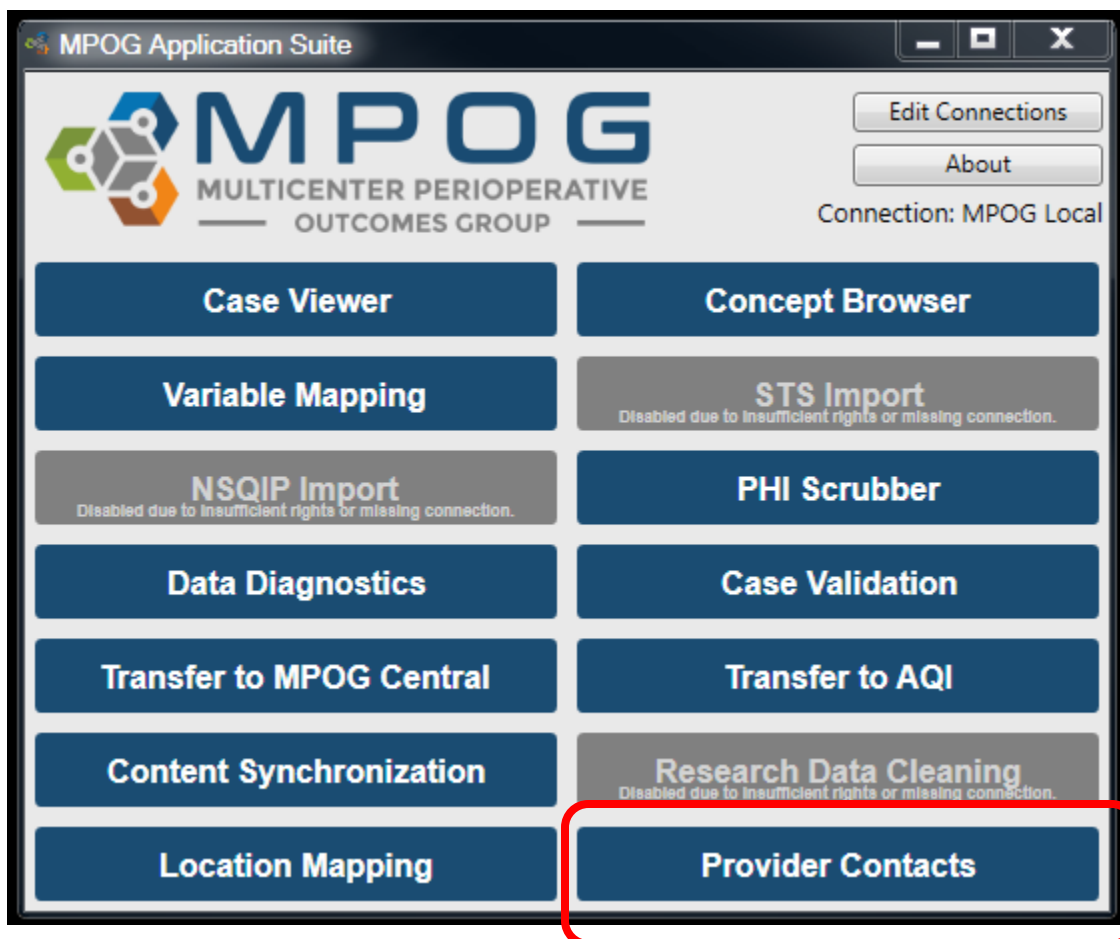 MPOG Application Suite
MPOG
MULTICENTER PERIOPERATIVE
OUTCOMES GROUP
Edit Connections
About
Connection: MPOG Local
Case Viewer
Concept Browser
Variable Mapping
STS Import
Disabled due to insufficient rights or missing connection.
NSQIP Import
Disabled due to insufficient rights or missing connection.
PHI Scrubber
Data Diagnostics
Case Validation
Transfer to MPOG Central
Transfer to AQI
Content Synchronization
Research Data Cleaning
Disabled due to insufficient rights or missing connection.
Location Mapping
Provider Contacts